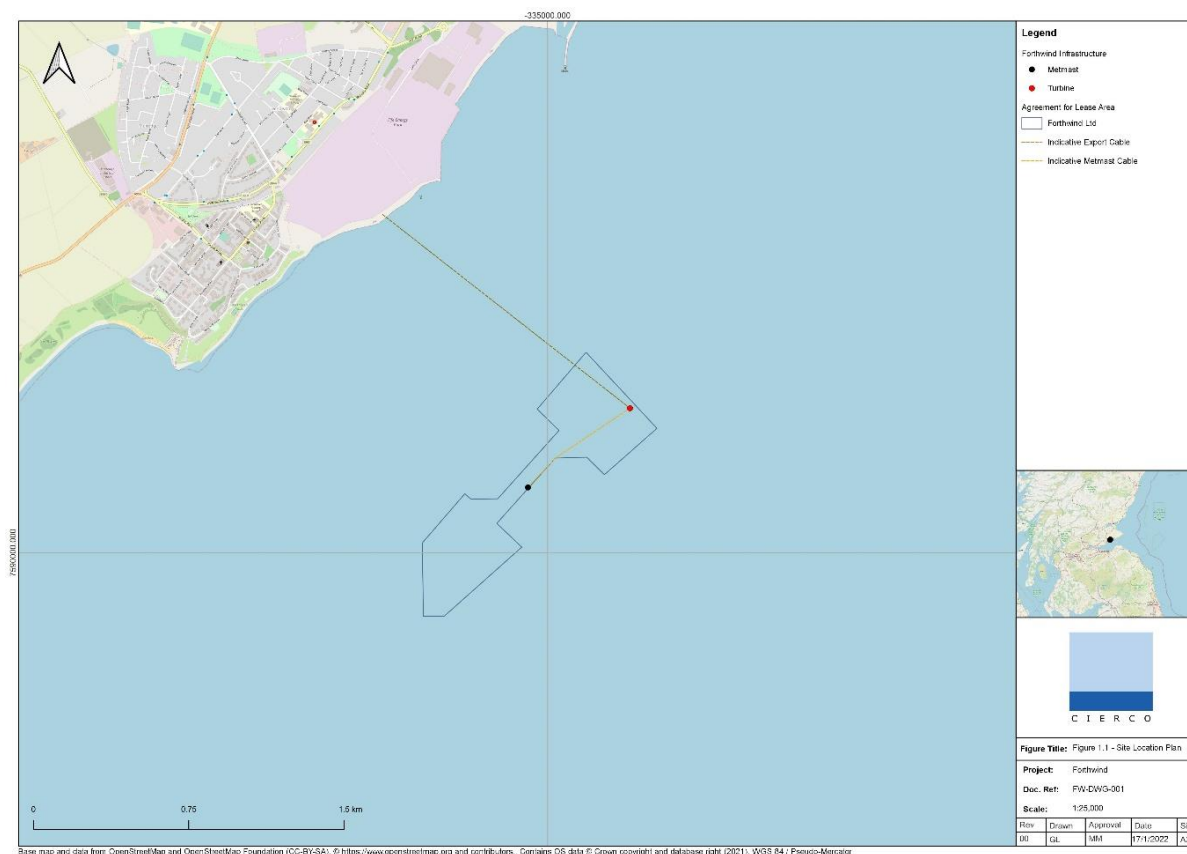 -335000.000
7590000.000
0 0.75 1.5 km
Base map and data from OpenStreetMap and OpenStreetMap Foundation (CC-BY-SA). © https://www.openstreetmap.org and contributors. Contains OS data © Crown copyright and database right (2021). WGS 84 / Pseudo-Mercator
Legend
Forthwind Infrastructure
Metmast
Turbine
Agreement for Lease Area
Forthwind Ltd
Indicative Export Cable
Indicative Metmast Cable
CIERCO
Figure Title: Figure 1.1 - Site Location Plan
Project: Forthwind
Doc. Ref: FW-DWG-001
Scale: 1:25,000
Rev Drawn Approval Date
00 GL MM 17/1/2022